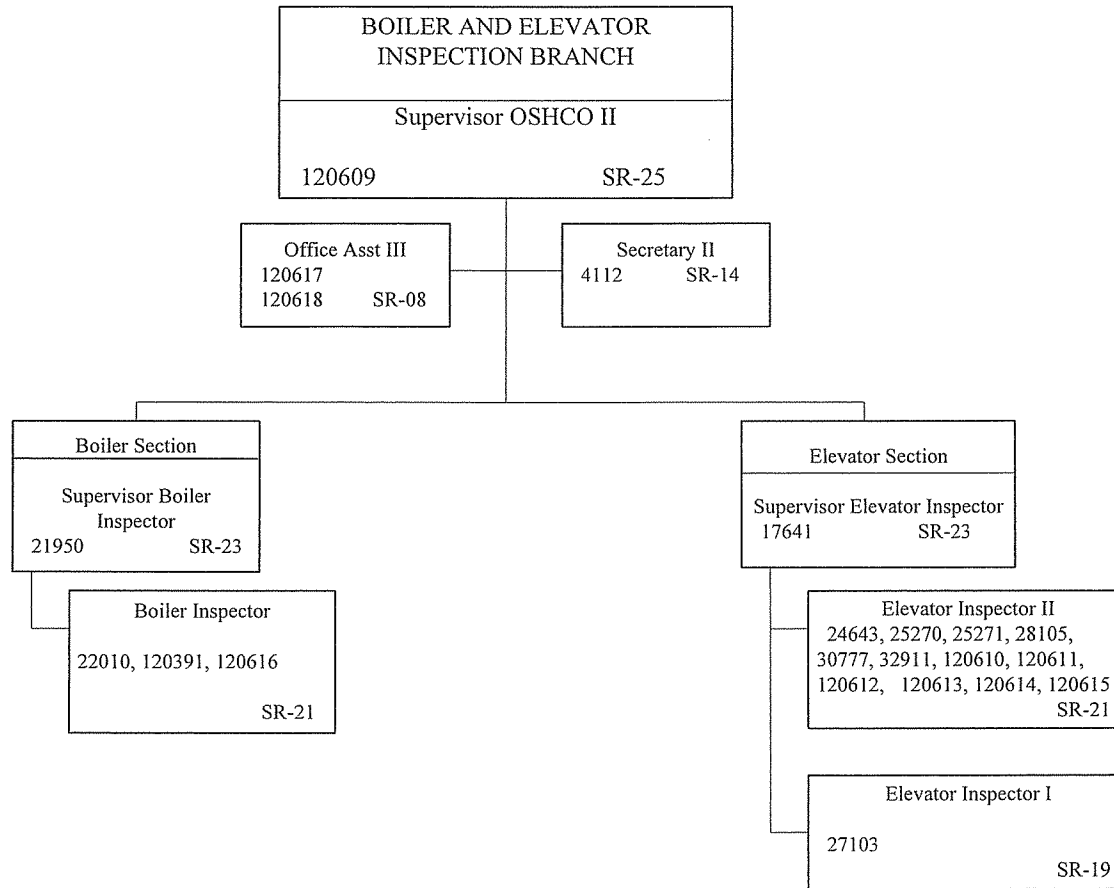 BOILER AND ELEVATOR
INSPECTION BRANCH
Supervisor OSHCO II
120609 SR-25
Office Asst III
120617
120618 SR-08
Secretary II
4112 SR-14
Boiler Section
Supervisor Boiler
Inspector
21950 SR-23
Boiler Inspector
22010, 120391, 120616
SR-21
Elevator Section
Supervisor Elevator Inspector
17641 SR-23
Elevator Inspector II
24643, 25270, 25271, 28105,
30777, 32911, 120610, 120611,
120612, 120613, 120614, 120615
SR-21
Elevator Inspector I
27103
SR-19